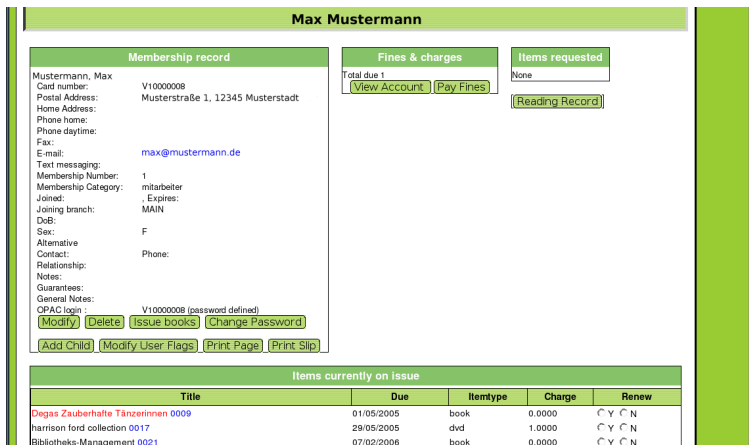 Max Mustermann
Membership record
Mustermann, Max
Card number: V10000008
Postal Address: Musterstraße 1, 12345 Musterstadt
Home Address:
Phone home:
Phone daytime:
Fax:
E-mail: max@mustermann.de
Text messaging:
Membership Number: 1
Membership Category: mitarbeiter
Joined: , Expires:
Joining branch: MAIN
DoB:
Sex: F
Alternative
Contact: Phone:
Relationship:
Notes:
Guarantees:
General Notes:
OPAC login : V10000008 (password defined)
Modify Delete Issue books Change Password
Add Child Modify User Flags Print Page Print Slip
Fines & charges
Total due 1
View Account Pay Fines
Items requested
None
Reading Record
Items currently on issue
Title Due Itemtype Charge Renew
Degas Zauberhafte Tänzerinnen 0009 01/05/2005 book 0.0000 Y N
harrison ford collection 0017 29/05/2005 dvd 1.0000 Y N
Bibliotheks-Management 0021 07/02/2006 book 0.0000 Y N